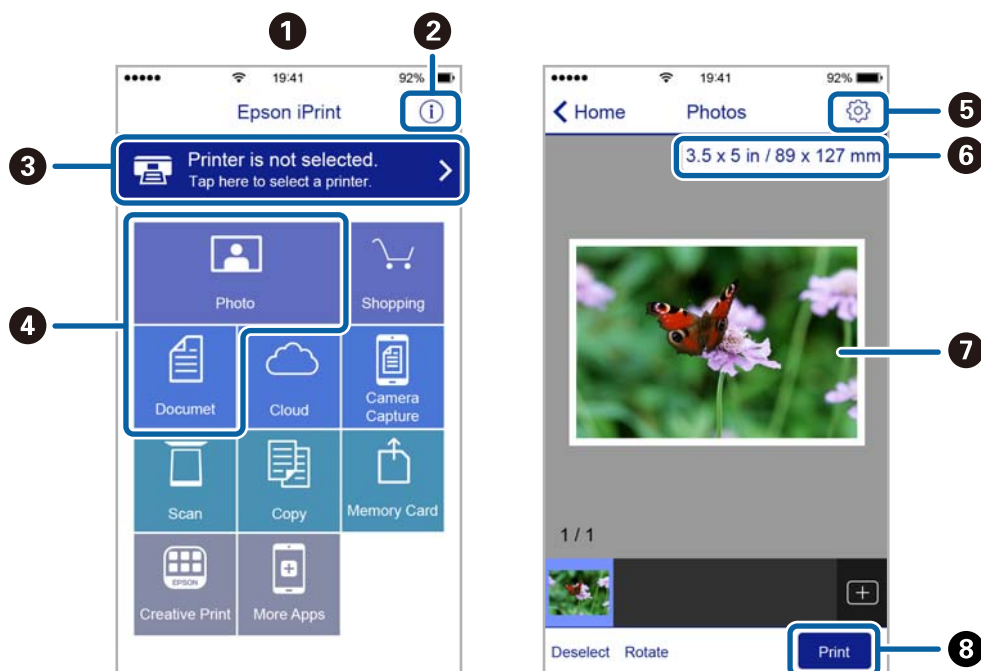 1
2
19:41
92%
Epson iPrint
i
3
Printer is not selected.
Tap here to select a printer.
4
Photo
Shopping
Documet
Cloud
Camera
Capture
Scan
Copy
Memory Card
EPSON
Creative Print
More Apps
19:41
92%
Home
Photos
5
3.5 x 5 in / 89 x 127 mm
6
7
1 / 1
Deselect
Rotate
Print
8